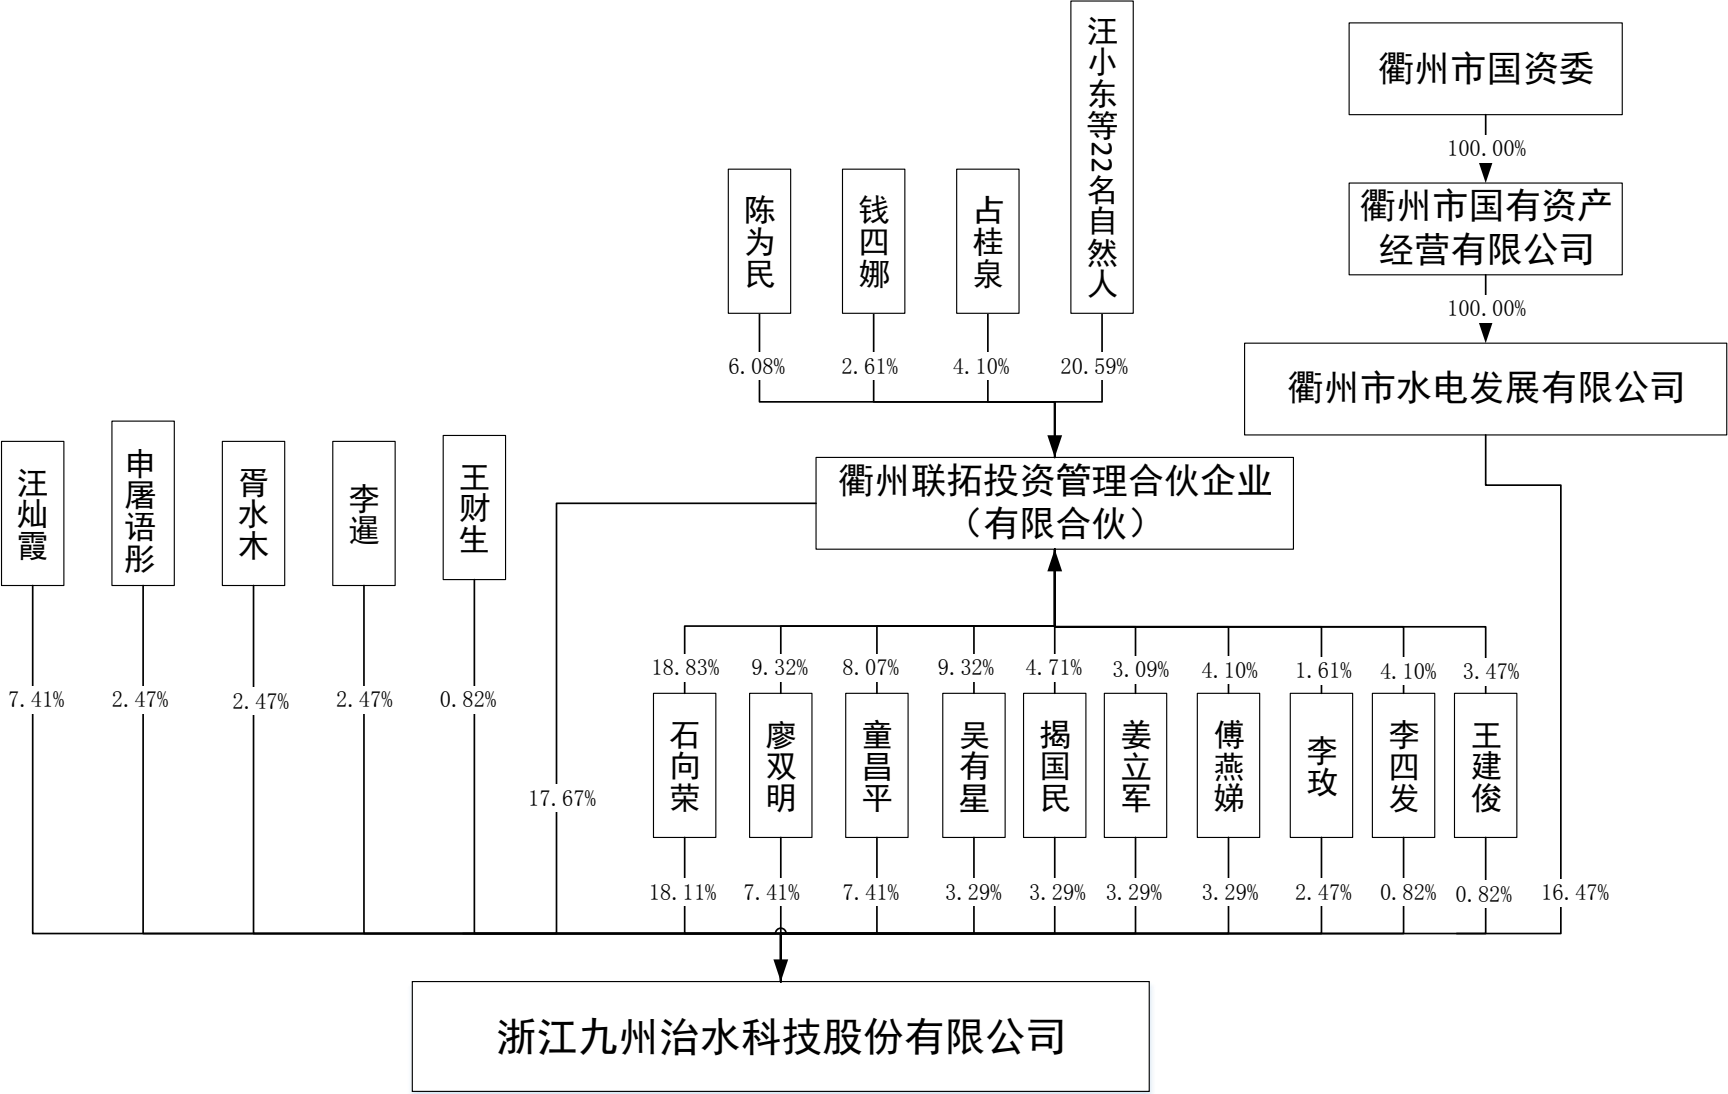 衢州市国资委
100.00%
衢州市国有资产
经营有限公司
100.00%
衢州市水电发展有限公司
陈为民
钱四娜
占桂泉
汪小东等22名自然人
6.08%
2.61%
4.10%
20.59%
衢州联拓投资管理合伙企业
（有限合伙）
汪灿霞
申屠语彤
胥水木
李暹
王财生
7.41%
2.47%
2.47%
2.47%
0.82%
17.67%
18.83%
9.32%
8.07%
9.32%
4.71%
3.09%
4.10%
1.61%
4.10%
3.47%
石向荣
廖双明
童昌平
吴有星
揭国民
姜立军
傅燕娣
李玫
李四发
王建俊
18.11%
7.41%
7.41%
3.29%
3.29%
3.29%
3.29%
2.47%
0.82%
0.82%
16.47%
浙江九州治水科技股份有限公司